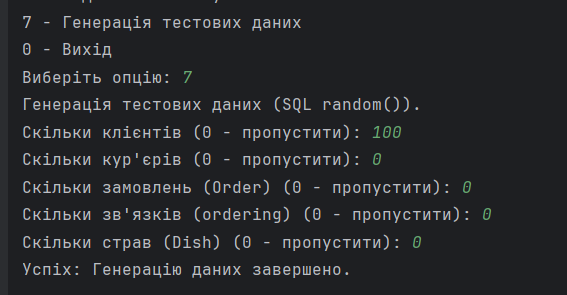 7 - Генерація тестових даних
0 - Вихід
Виберіть опцію: 7
Генерація тестових даних (SQL random()).
Скільки клієнтів (0 - пропустити): 100
Скільки кур'єрів (0 - пропустити): 0
Скільки замовлень (Order) (0 - пропустити): 0
Скільки зв'язків (ordering) (0 - пропустити): 0
Скільки страв (Dish) (0 - пропустити): 0
Успіх: Генерацію даних завершено.